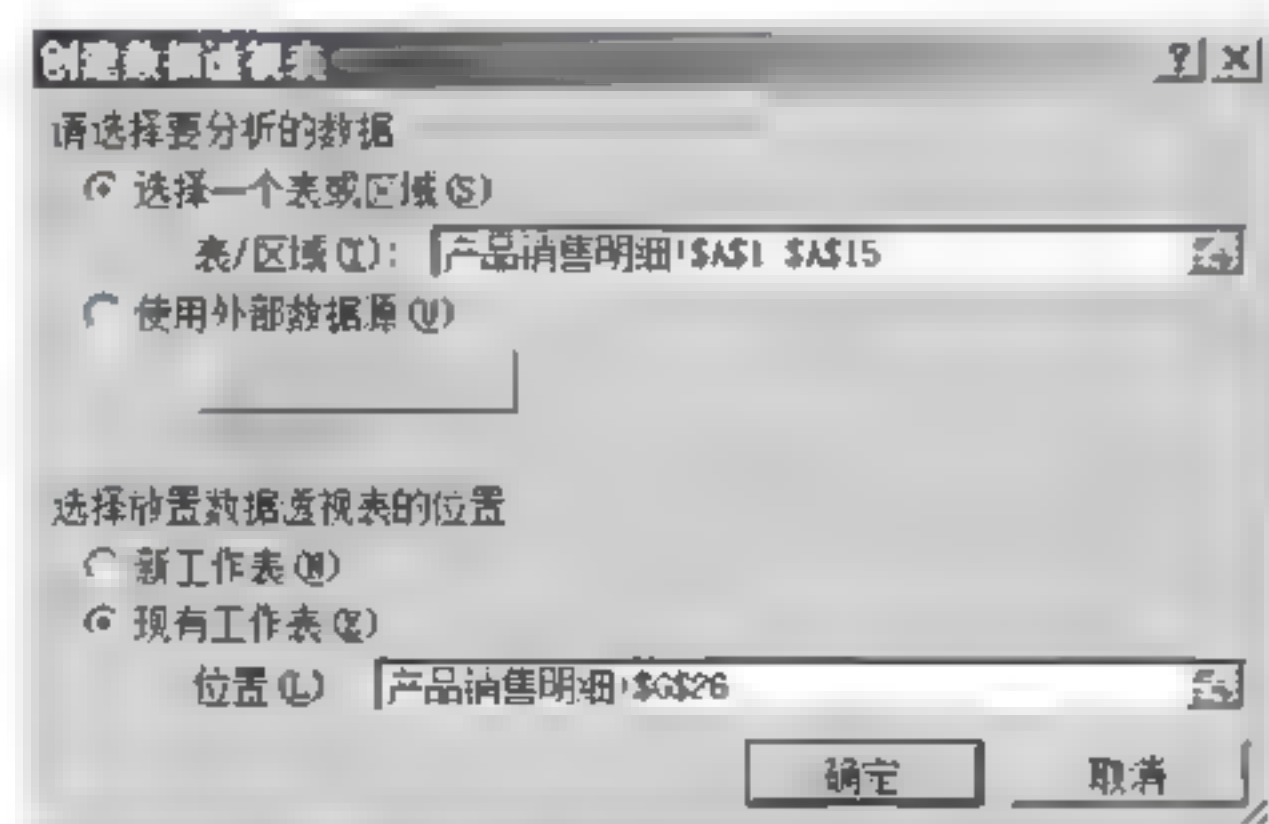 创建数据透视表
请选择要分析的数据
选择一个表或区域(S)
表/区域(T): 产品销售明细!$A$1 $A$15
使用外部数据源(U)
选择放置数据透视表的位置
新工作表(N)
现有工作表(E)
位置(L) 产品销售明细!$G$26
确定 取消